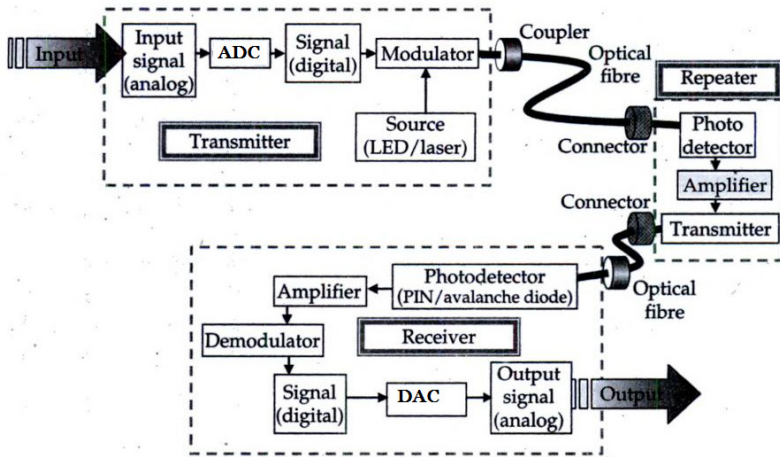 Input
Input
signal
(analog)
ADC
Signal
(digital)
Modulator
Source
(LED/laser)
Transmitter
Coupler
Optical
fibre
Connector
Repeater
Photo
detector
Amplifier
Transmitter
Connector
Optical
fibre
Photodetector
(PIN/avalanche diode)
Amplifier
Demodulator
Receiver
Signal
(digital)
DAC
Output
signal
(analog)
Output